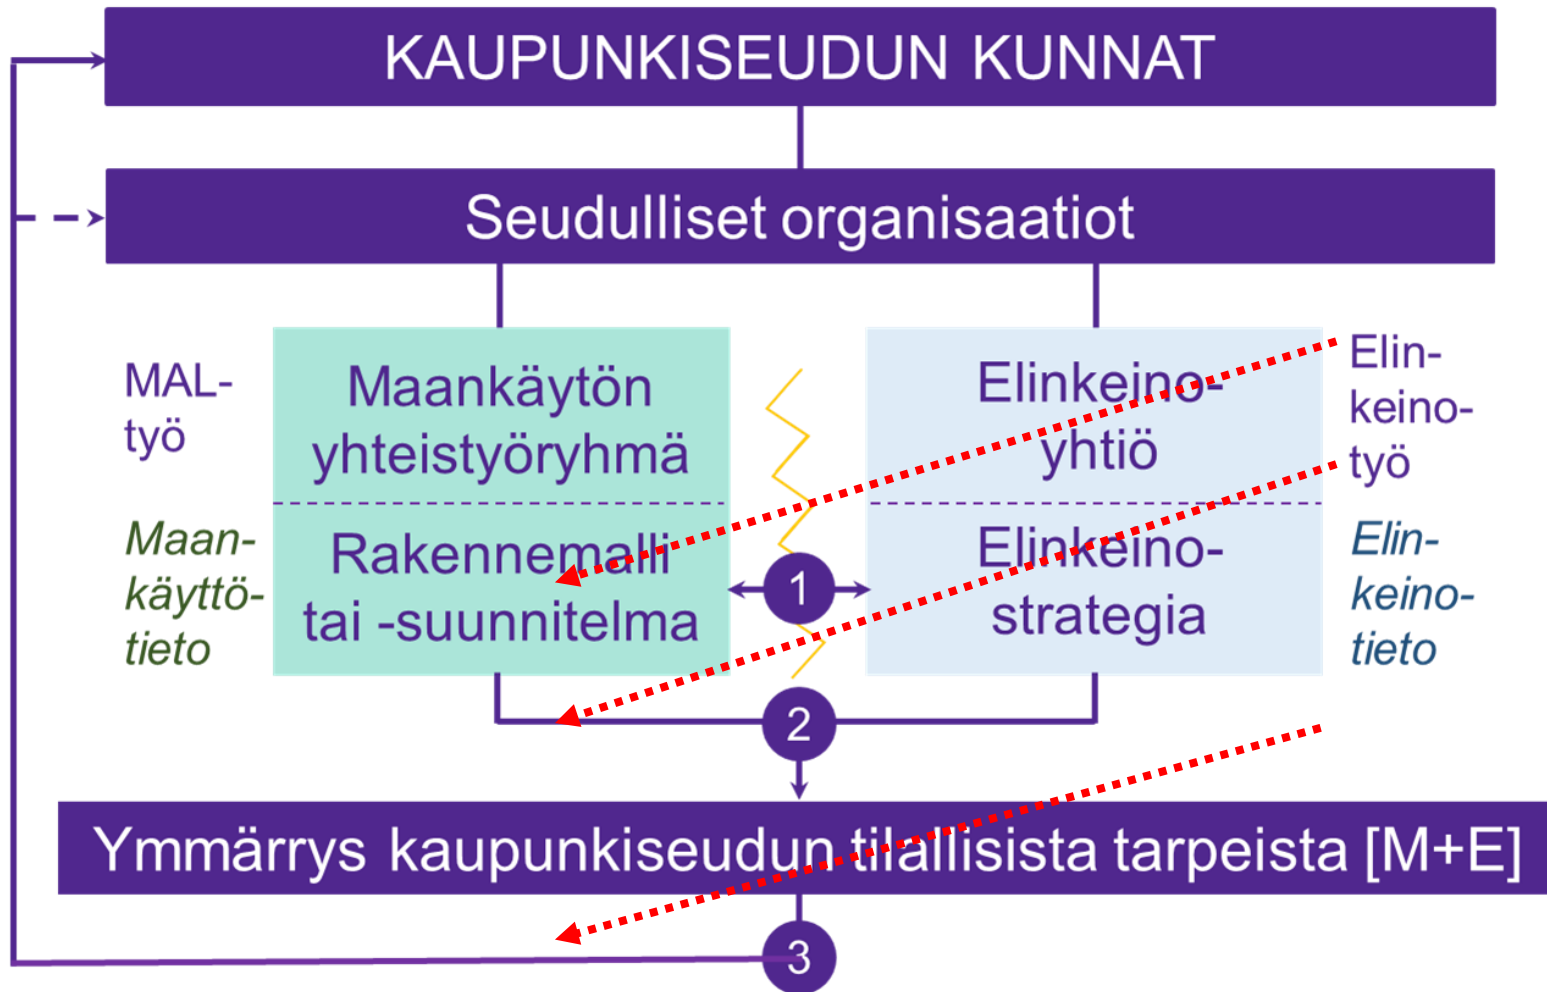 KAUPUNKISEUDUN KUNNAT
Seudulliset organisaatiot
MAL-
työ
Maankäytön
yhteistyöryhmä
Elinkeino-
yhtiö
Elin-
keino-
työ
Maan-
käyttö-
tieto
Rakennemalli
tai -suunnitelma
1
Elinkeino-
strategia
Elin-
keino-
tieto
2
Ymmärrys kaupunkiseudun tilallisista tarpeista [M+E]
3